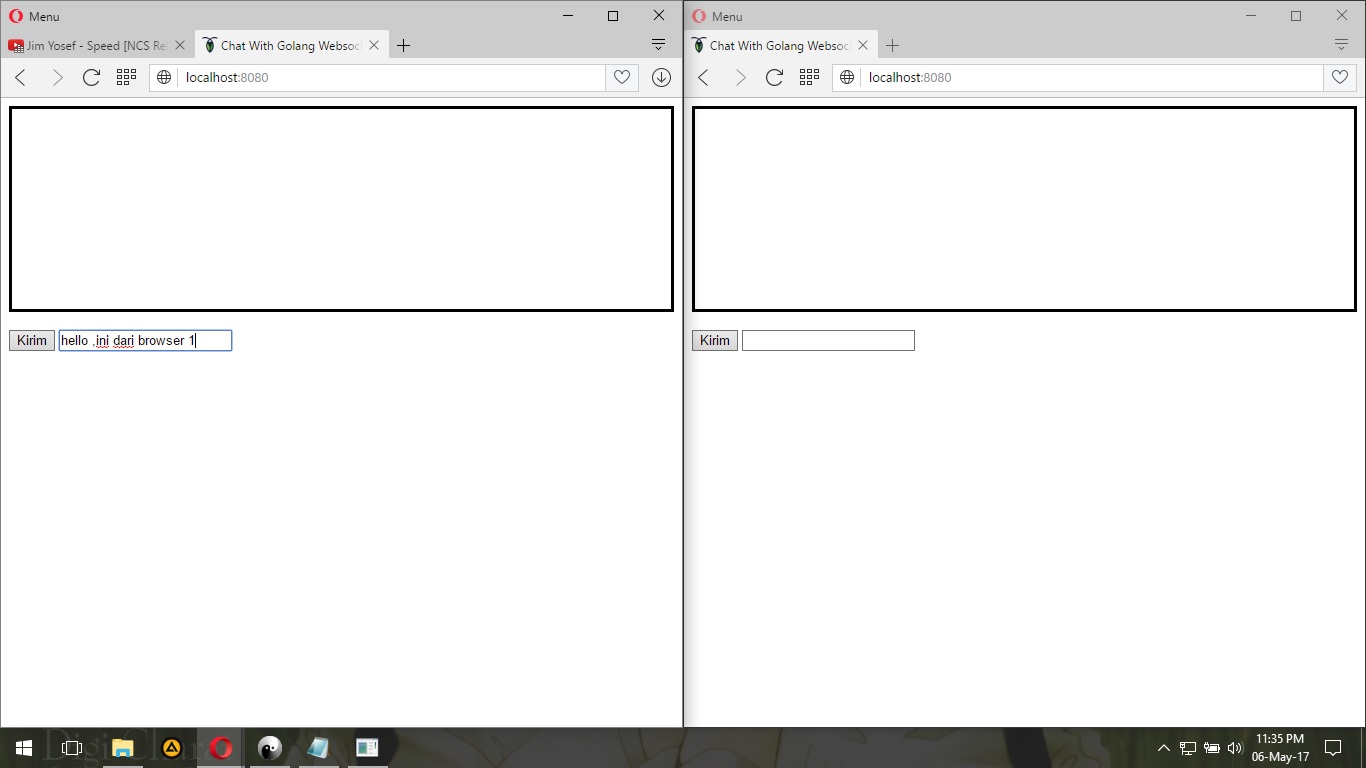 Menu
Jim Yosef - Speed [NCS Re
Chat With Golang Websoc
localhost:8080
Kirim
hello ,ini dari browser 1
Menu
Chat With Golang Websoc
localhost:8080
Kirim
11:35 PM
06-May-17